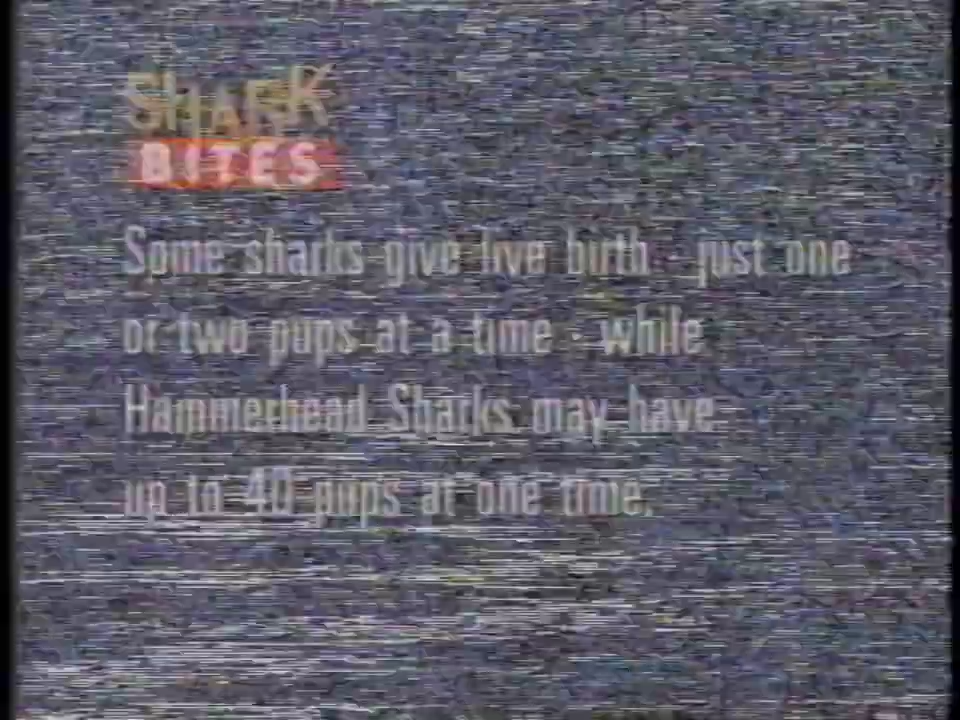 SHARK
BITES
Some sharks give live birth - just one
or two pups at a time - while
Hammerhead Sharks may have
up to 40 pups at one time.